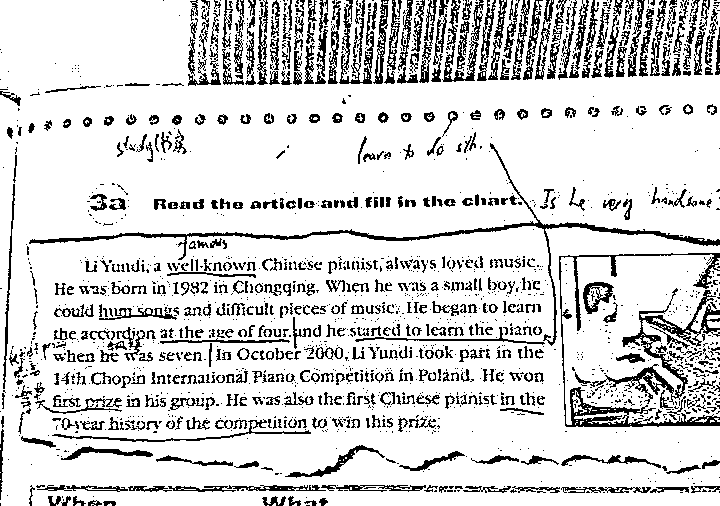 study
learn to do sth.
3a Read the article and fill in the chart. Is he very handsome?
famous
Li Yundi, a well-known Chinese pianist, always loved music.
He was born in 1982 in Chongqing. When he was a small boy, he
could hum songs and difficult pieces of music. He began to learn
the accordion at the age of four, and he started to learn the piano
when he was seven. In October 2000, Li Yundi took part in the
14th Chopin International Piano Competition in Poland. He won
first prize in his group. He was also the first Chinese pianist in the
70-year history of the competition to win this prize.
When What